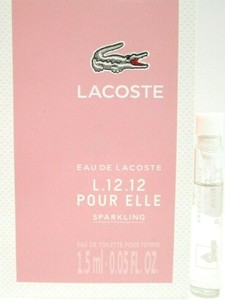 LACOSTE
EAU DE LACOSTE
L.12.12
POUR ELLE
SPARKLING
EAU DE TOILETTE POUR FEMME
1.5 ml - 0.05 FL. OZ.